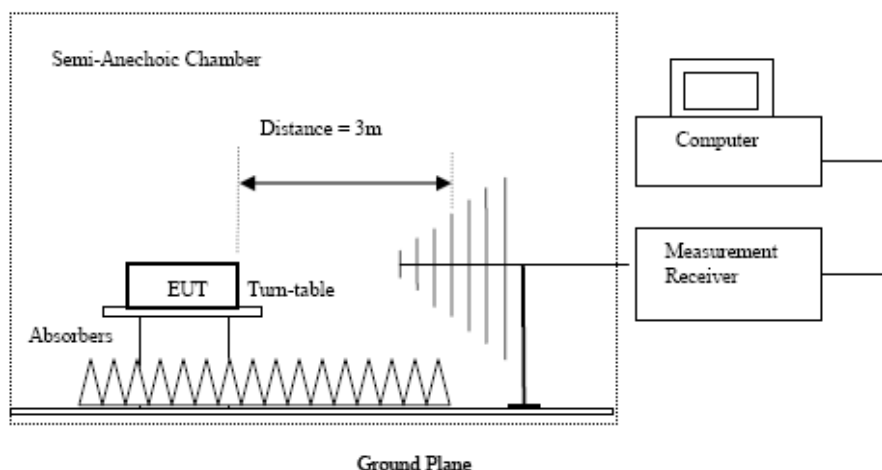 Semi-Anechoic Chamber
Distance = 3m
Computer
Measurement
Receiver
EUT
Turn-table
Absorbers
Ground Plane